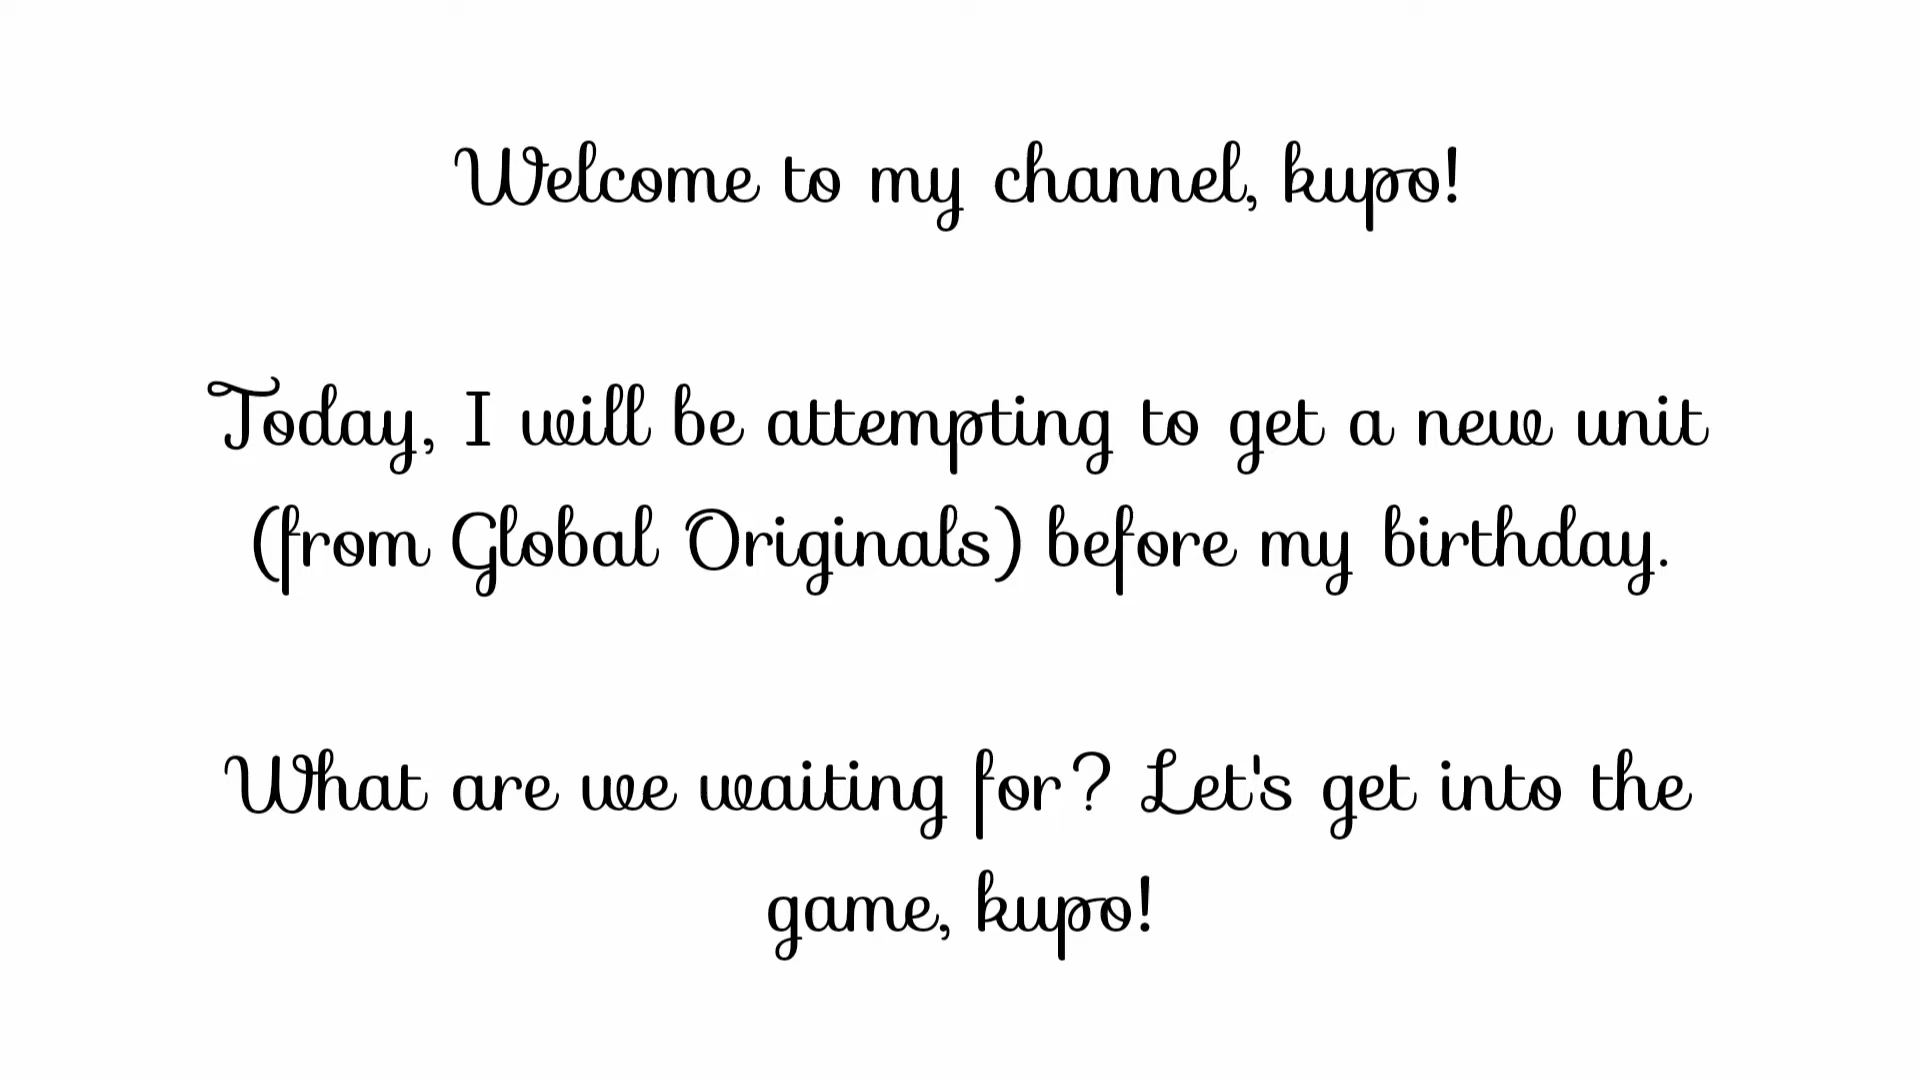 Welcome to my channel, kupo!
Today, I will be attempting to get a new unit
(from Global Originals) before my birthday.
What are we waiting for? Let's get into the
game, kupo!